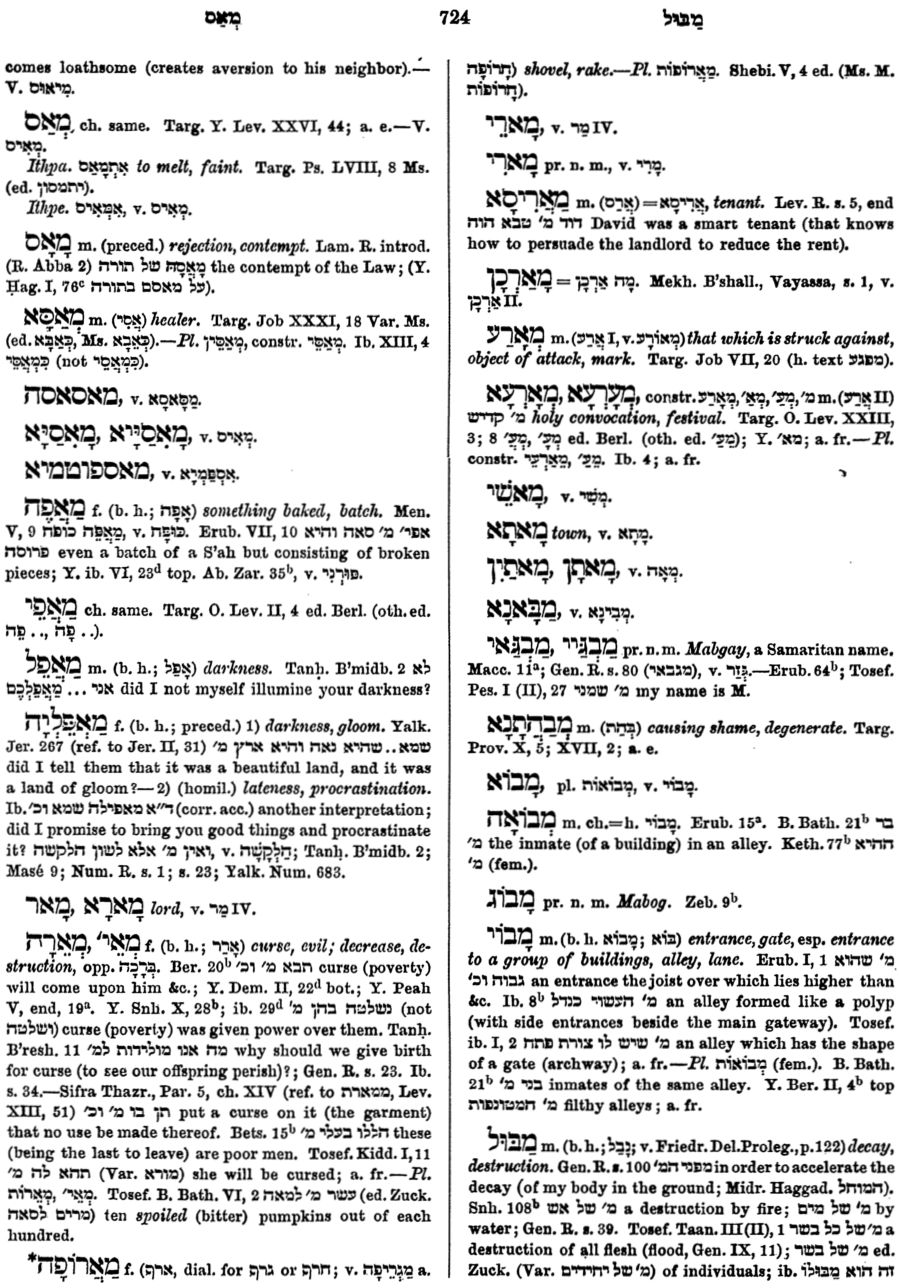 מְאַס 724 מַבּוּל
comes loathsome (creates aversion to his neighbor).—
V. מִיאוּס.
מְאַס, ch. same. Targ. Y. Lev. XXVI, 44; a. e.—V.
מְאִיס.
Ithpa. אִתְמָאַס to melt, faint. Targ. Ps. LVIII, 8 Ms.
(ed. יתמסון).
Ithpe. אִמְּאִיס, v. מְאִיס.
מָאָס m. (preced.) rejection, contempt. Lam. R. introd.
(R. Abba 2) מָאֳסָהּ של תורה the contempt of the Law; (Y.
Ḥag. I, 76ᶜ על מאסם בתורה).
מַאֲסָא m. (אֲסִי) healer. Targ. Job XXXI, 18 Var. Ms.
(ed. כְּאַבָּא, Ms. כְּאֵבָא).—Pl. מְאַסִּין, constr. מְאַסֵּי. Ib. XIII, 4
כִּמְאַסֵּי (not כִּמְאֲסֵי).
מאסאסה, v. מַסָּאסָא.
מָאִסַיָּא, מָאִסַיָּירא, v. מְאִיס.
מאספוטמיא, v. אִסְפַּמְיָא.
מַאֲפֶה f. (b. h.; אָפָה) something baked, batch. Men.
V, 9 מַאֲפֵה כופח, v. כּוּפָּח. Erub. VII, 10 אפי' מ' סאה והיא
פרוסה even a batch of a S'ah but consisting of broken
pieces; Y. ib. VI, 23ᵈ top. Ab. Zar. 35ᵇ, v. פּוּרְנִי.
מַאֲפֵי ch. same. Targ. O. Lev. II, 4 ed. Berl. (oth. ed.
פֵּה . . , פָּה . .).
מַאֲפֵל m. (b. h.; אָפַל) darkness. Tanḥ. B'midb. 2 לא
אני ... מַאֲפֵלְכֶם did I not myself illumine your darkness?
מַאְפֵּלְיָה f. (b. h.; preced.) 1) darkness, gloom. Yalk.
Jer. 267 (ref. to Jer. II, 31) שמא..שהיא נאה והיא ארץ מ'
did I tell them that it was a beautiful land, and it was
a land of gloom?—2) (homil.) lateness, procrastination.
Ib. ד"א מאפילה שמא וכ' (corr. acc.) another interpretation;
did I promise to bring you good things and procrastinate
it? ואין מ' אלא לשון הלקשה, v. הַלְקָשָׁה; Tanḥ. B'midb. 2;
Masé 9; Num. R. s. 1; s. 23; Yalk. Num. 683.
מָארָא, מָאר lord, v. מַר IV.
מְאֵרָה, מְאֵי' f. (b. h.; אָרַר) curse, evil; decrease, de-
struction, opp. בְּרָכָה. Ber. 20ᵇ תבא מ' וכ' curse (poverty)
will come upon him &c.; Y. Dem. II, 22ᵈ bot.; Y. Peah
V, end, 19ᵃ. Y. Snh. X, 28ᵇ; ib. 29ᵈ נשלטה בהן מ' (not
ושלטה) curse (poverty) was given power over them. Tanḥ.
B'resh. 11 מה אנו מולידות למ' why should we give birth
for curse (to see our offspring perish)?; Gen. R. s. 23. Ib.
s. 34.—Sifra Thazr., Par. 5, ch. XIV (ref. to ממארת, Lev.
XIII, 51) תן בו מ' וכ' put a curse on it (the garment)
that no use be made thereof. Bets. 15ᵇ הללו בעלי מ' these
(being the last to leave) are poor men. Tosef. Kidd. I, 11
תהא לה מ' (Var. מורא) she will be cursed; a. fr.—Pl.
מְאֵרוֹת, מְאֵי'. Tosef. B. Bath. VI, 2 עשר מ' למאה (ed. Zuck.
מרים לסאה) ten spoiled (bitter) pumpkins out of each
hundred.
*מַאֲרוֹפָה f. (ארף, dial. for גרף or חרף; v. מַגְרֵיפָה a.
חָרוֹפָה) shovel, rake.—Pl. מַאֲרוֹפוֹת. Shebi. V, 4 ed. (Ms. M.
חָרוֹפוֹת).
מָארֵי, v. מַר IV.
מָארִי pr. n. m., v. מָרִי.
מַאֲרִיסָא m. (אֲרַס)=אֲרִיסָא, tenant. Lev. R. s. 5, end
דוד מ' טבא הוה David was a smart tenant (that knows
how to persuade the landlord to reduce the rent).
מָאַרְכָן = מָה אַרְכָן. Mekh. B'shall., Vayassa, s. 1, v.
אַרְכָן II.
מְאָרַע m. (אֲרַע I, v. מְאוֹרָע) that which is struck against,
object of attack, mark. Targ. Job VII, 20 (h. text מפגע).
מְאָרְעָא, מְעָרְעָא, constr. מְאָרַע, מְאַ', מְעַ', מ' m. (אֲרַע II)
מ' קדיש holy convocation, festival. Targ. O. Lev. XXIII,
3; 8 מְעָ', מְעָ' ed. Berl. (oth. ed. מְעַ'); Y. מא'; a. fr.—Pl.
constr. מְאַרְעֵי, מְעַ'. Ib. 4; a. fr.
מָאשֵׁי, v. מְשֵׁי.
מָאתָא town, v. מָתָא.
מָאתָן, מָאתַיִן, v. מְאָה.
מַבָּאנָא, v. מְבִינָא.
מַבְגַּיי, מַבְגַּאי pr. n. m. Mabgay, a Samaritan name.
Macc. 11ᵃ; Gen. R. s. 80 (מגבאי), v. גְּזַר.—Erub. 64ᵇ; Tosef.
Pes. I (II), 27 מ' שמני my name is M.
מַבְהֲתָנָא m. (בְּהַת) causing shame, degenerate. Targ.
Prov. X, 5; XVII, 2; a. e.
מָבוֹא, pl. מְבוֹאוֹת, v. מָבוֹי.
מְבוֹאָה m. ch.=h. מָבוֹי. Erub. 15ᵃ. B. Bath. 21ᵇ בר
מ' the inmate (of a building) in an alley. Keth. 77ᵇ ההיא
מ' (fem.).
מָבוֹג pr. n. m. Mabog. Zeb. 9ᵇ.
מָבוֹי m. (b. h. מָבוֹא; בּוֹא) entrance, gate, esp. entrance
to a group of buildings, alley, lane. Erub. I, 1 מ' שהוא
גבוה וכ' an entrance the joist over which lies higher than
&c. Ib. 8ᵇ מ' העשוי כנדל an alley formed like a polyp
(with side entrances beside the main gateway). Tosef.
ib. I, 2 מ' שיש לו צורת פתח an alley which has the shape
of a gate (archway); a. fr.—Pl. מְבוֹאוֹת (fem.). B. Bath.
21ᵇ בני מ' inmates of the same alley. Y. Ber. II, 4ᵇ top
מ' המטונפות filthy alleys; a. fr.
מַבּוּל m. (b. h.; נָבֵל; v. Friedr. Del. Proleg., p. 122) decay,
destruction. Gen. R. s. 100 מפני המ' in order to accelerate the
decay (of my body in the ground; Midr. Haggad. המוהל).
Snh. 108ᵇ מ' של אש a destruction by fire; מ' של מים by
water; Gen. R. s. 39. Tosef. Taan. III (II), 1 מ' של כל בשר a
destruction of all flesh (flood, Gen. IX, 11); מ' של בשר ed.
Zuck. (Var. מ' של יחידים) of individuals; ib. זה הוא מַבּוּלוֹ